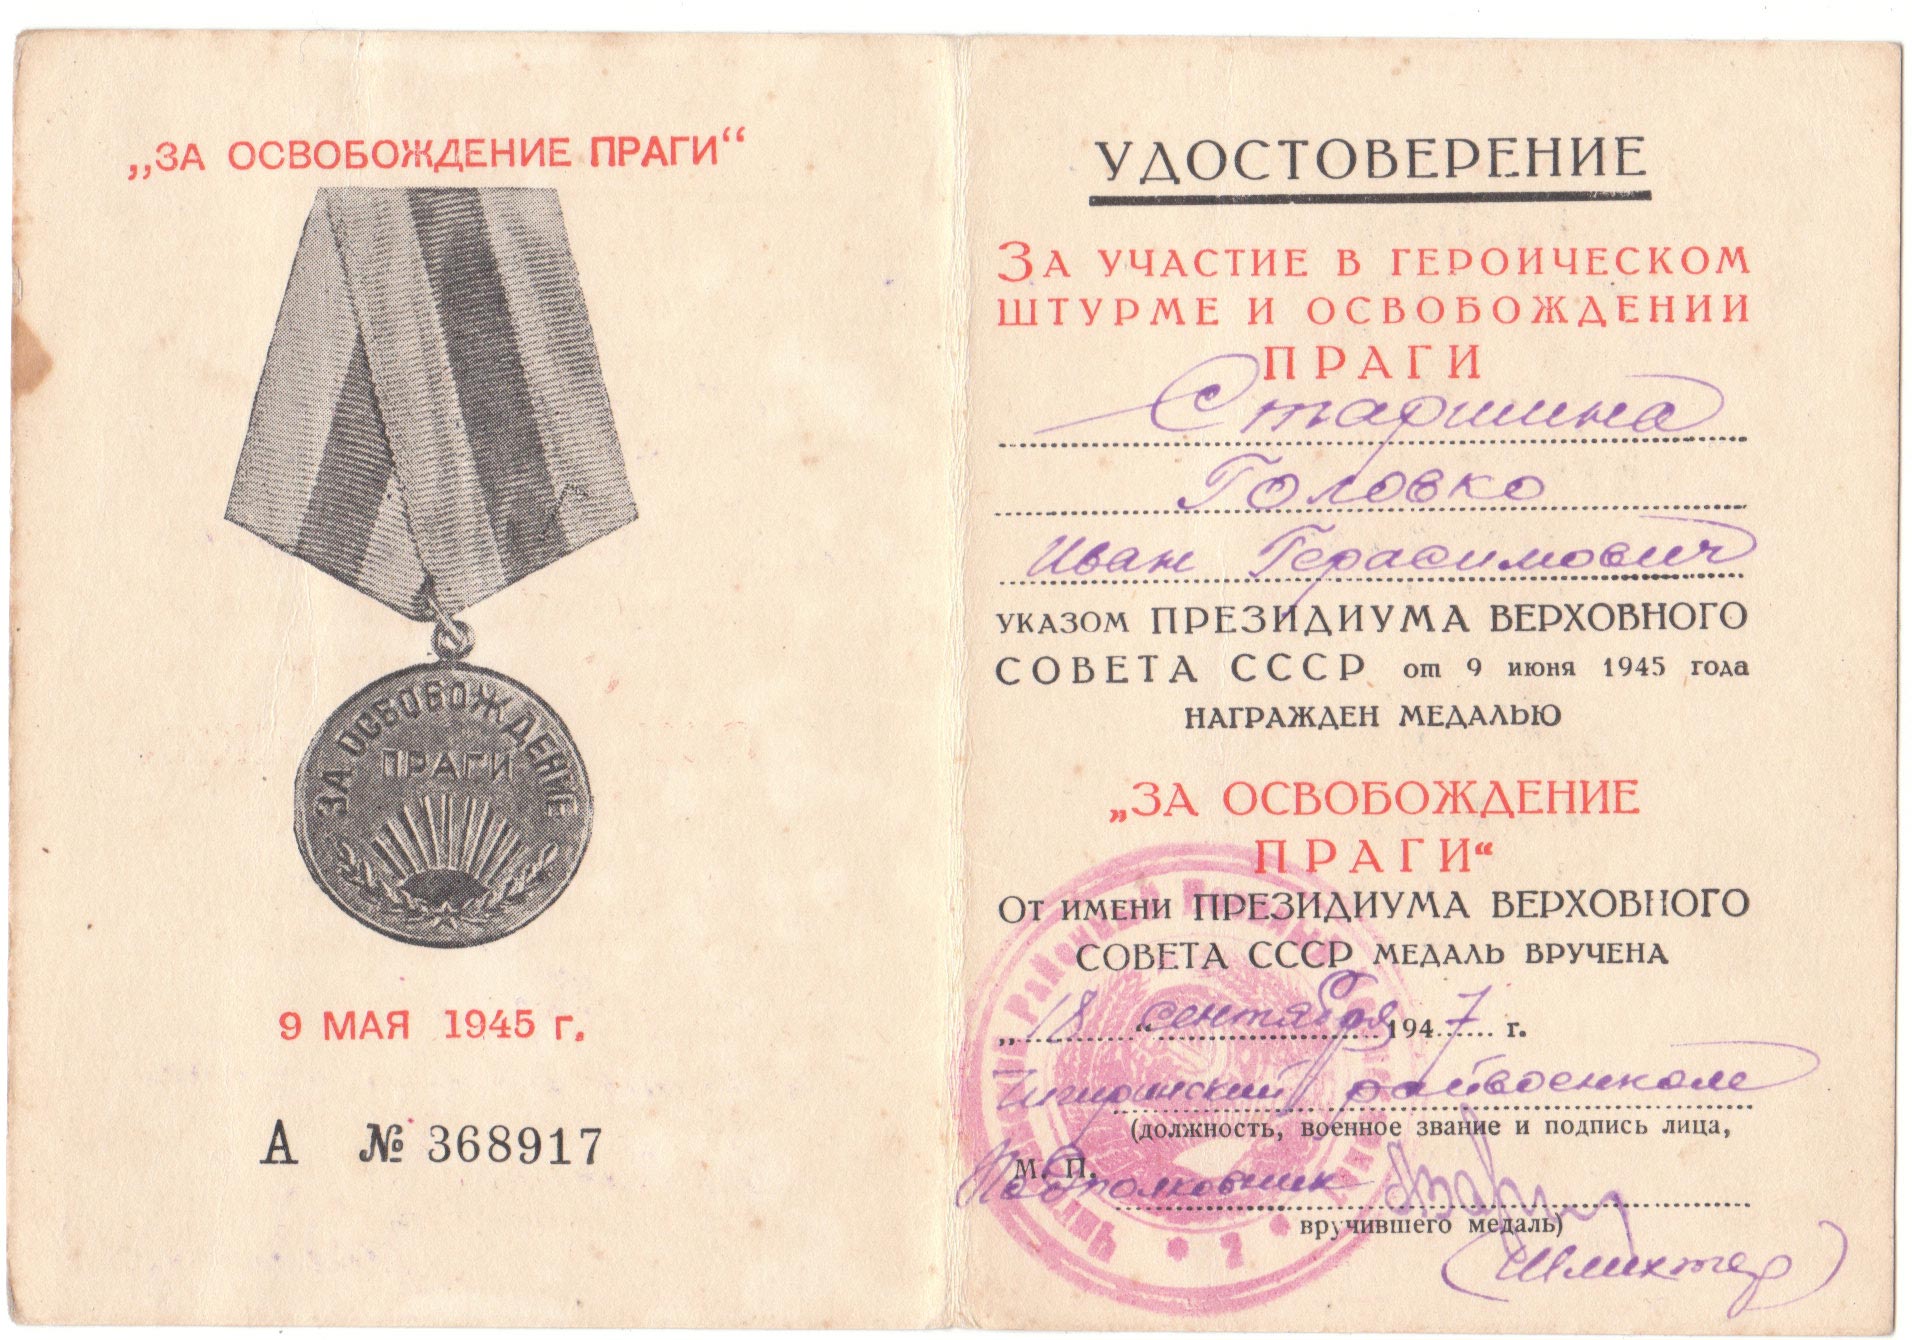 „ЗА ОСВОБОЖДЕНИЕ ПРАГИ“
ЗА ОСВОБОЖДЕНИЕ
ПРАГИ
9 МАЯ 1945 г.
А № 368917
УДОСТОВЕРЕНИЕ
ЗА УЧАСТИЕ В ГЕРОИЧЕСКОМ
ШТУРМЕ И ОСВОБОЖДЕНИИ
ПРАГИ
Старшина
Головко
Иван Герасимович
УКАЗОМ ПРЕЗИДИУМА ВЕРХОВНОГО
СОВЕТА СССР от 9 июня 1945 года
НАГРАЖДЕН МЕДАЛЬЮ
„ЗА ОСВОБОЖДЕНИЕ
ПРАГИ“
ОТ ИМЕНИ ПРЕЗИДИУМА ВЕРХОВНОГО
СОВЕТА СССР МЕДАЛЬ ВРУЧЕНА
„18“ сентября 1947 г.
Чигиринский райвоенком
(должность, военное звание и подпись лица,
М. П.
Подполковник
вручившего медаль)
(Шлихтер)
* 2 *